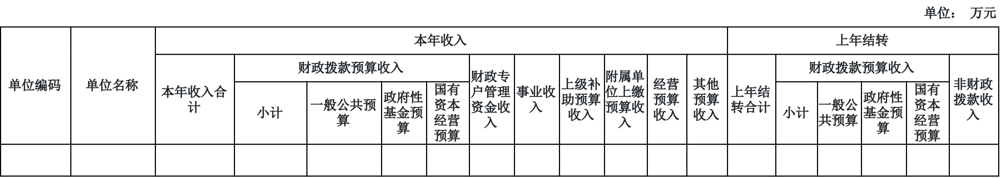 单位： 万元
本年收入
上年结转
单位编码
单位名称
本年收入合
计
财政拨款预算收入
小计
一般公共预
算
政府性
基金预
算
国有
资本
经营
预算
财政专
户管理
资金收
入
事业收
入
上级补
助预算
收入
附属单
位上缴
预算收
入
经营
预算
收入
其他
预算
收入
上年结
转合计
财政拨款预算收入
小计
一般公
共预算
政府性
基金预
算
国有
资本
经营
预算
非财政
拨款收
入